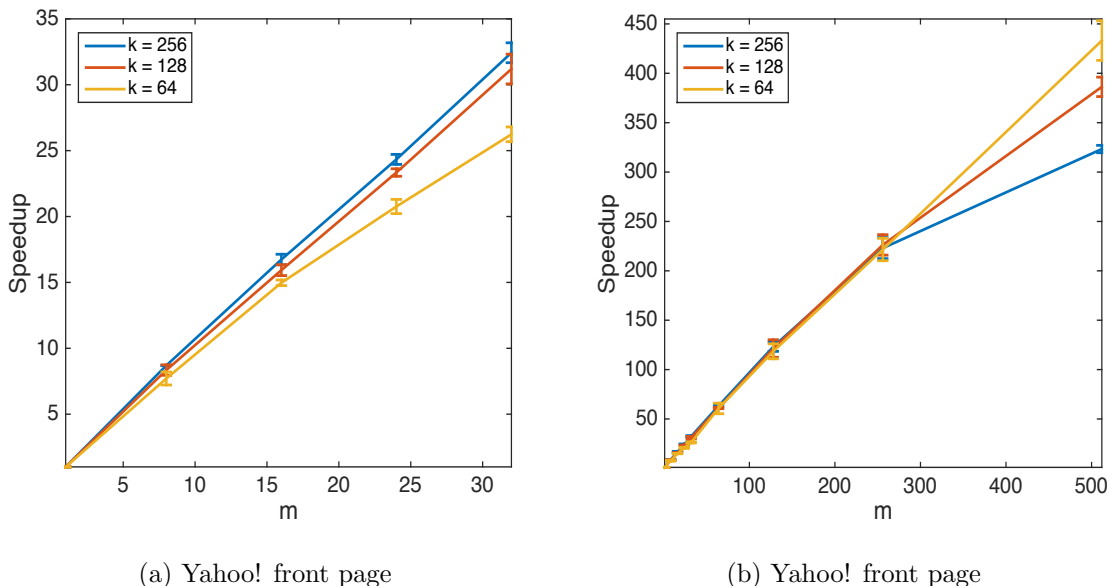 35
30
25
20
15
10
5
Speedup
k = 256
k = 128
k = 64
5
10
15
20
25
30
m
(a) Yahoo! front page
450
400
350
300
250
200
150
100
50
Speedup
k = 256
k = 128
k = 64
100
200
300
400
500
m
(b) Yahoo! front page